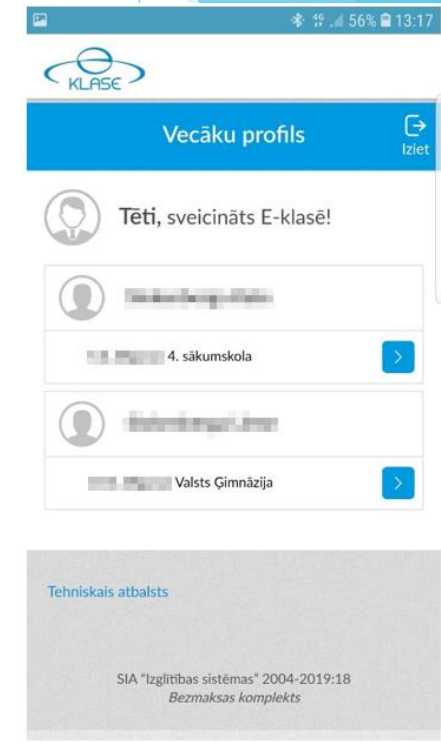 4G 56% 13:17
KLASE
Vecāku profils
Iziet
Tēti, sveicināts E-klasē!
4. sākumskola
Valsts Ģimnāzija
Tehniskais atbalsts
SIA "Izglītības sistēmas" 2004-2019:18
Bezmaksas komplekts